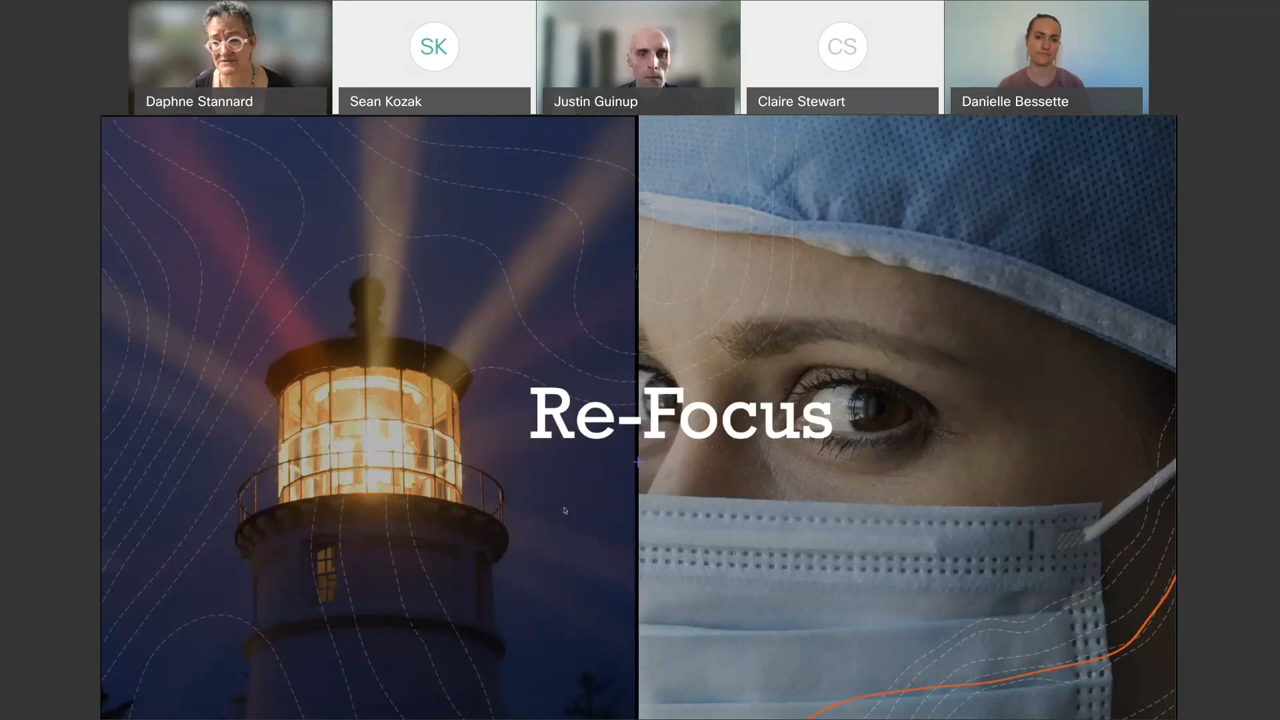 SK
CS
Daphne Stannard
Sean Kozak
Justin Guinup
Claire Stewart
Danielle Bessette
Re-Focus